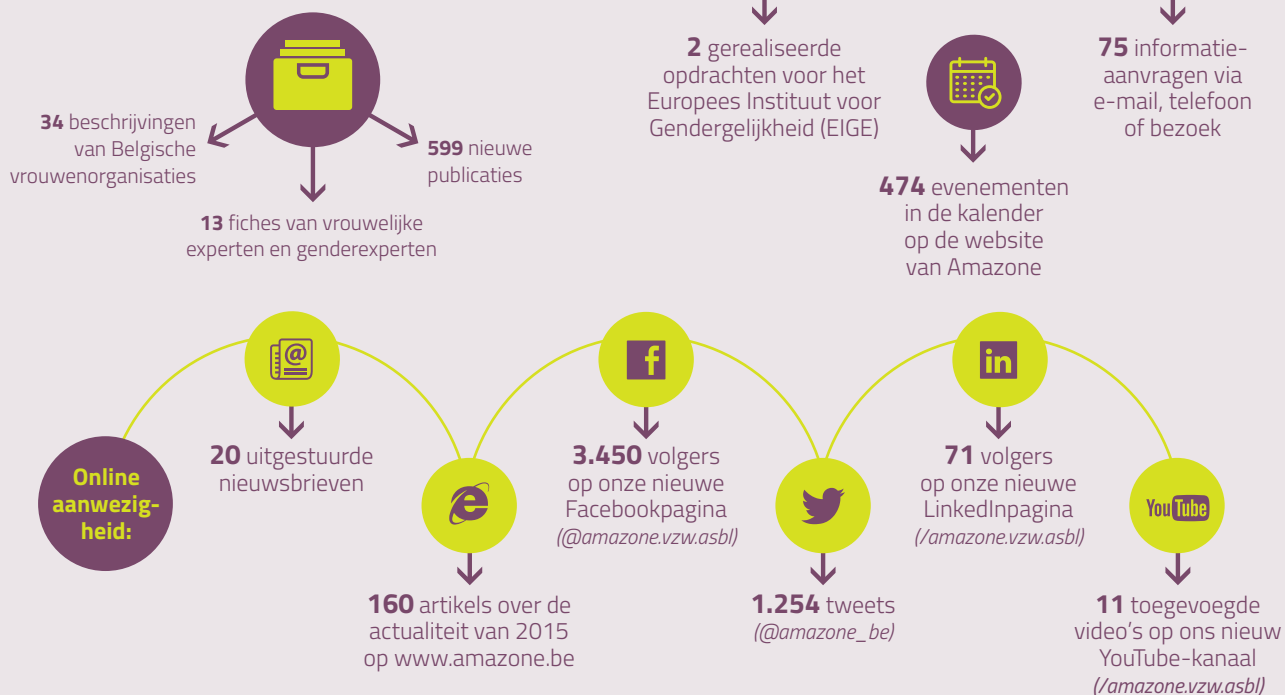 34 beschrijvingen
van Belgische
vrouwenorganisaties
13 fiches van vrouwelijke
experten en genderexperten
599 nieuwe
publicaties
2 gerealiseerde
opdrachten voor het
Europees Instituut voor
Gendergelijkheid (EIGE)
474 evenementen
in de kalender
op de website
van Amazone
75 informatie-
aanvragen via
e-mail, telefoon
of bezoek
Online
aanwezig-
heid:
@
20 uitgestuurde
nieuwsbrieven
e
160 artikels over de
actualiteit van 2015
op www.amazone.be
f
3.450 volgers
op onze nieuwe
Facebookpagina
(@amazone.vzw.asbl)
1.254 tweets
(@amazone_be)
in
71 volgers
op onze nieuwe
LinkedInpagina
(/amazone.vzw.asbl)
YouTube
11 toegevoegde
video's op ons nieuw
YouTube-kanaal
(/amazone.vzw.asbl)